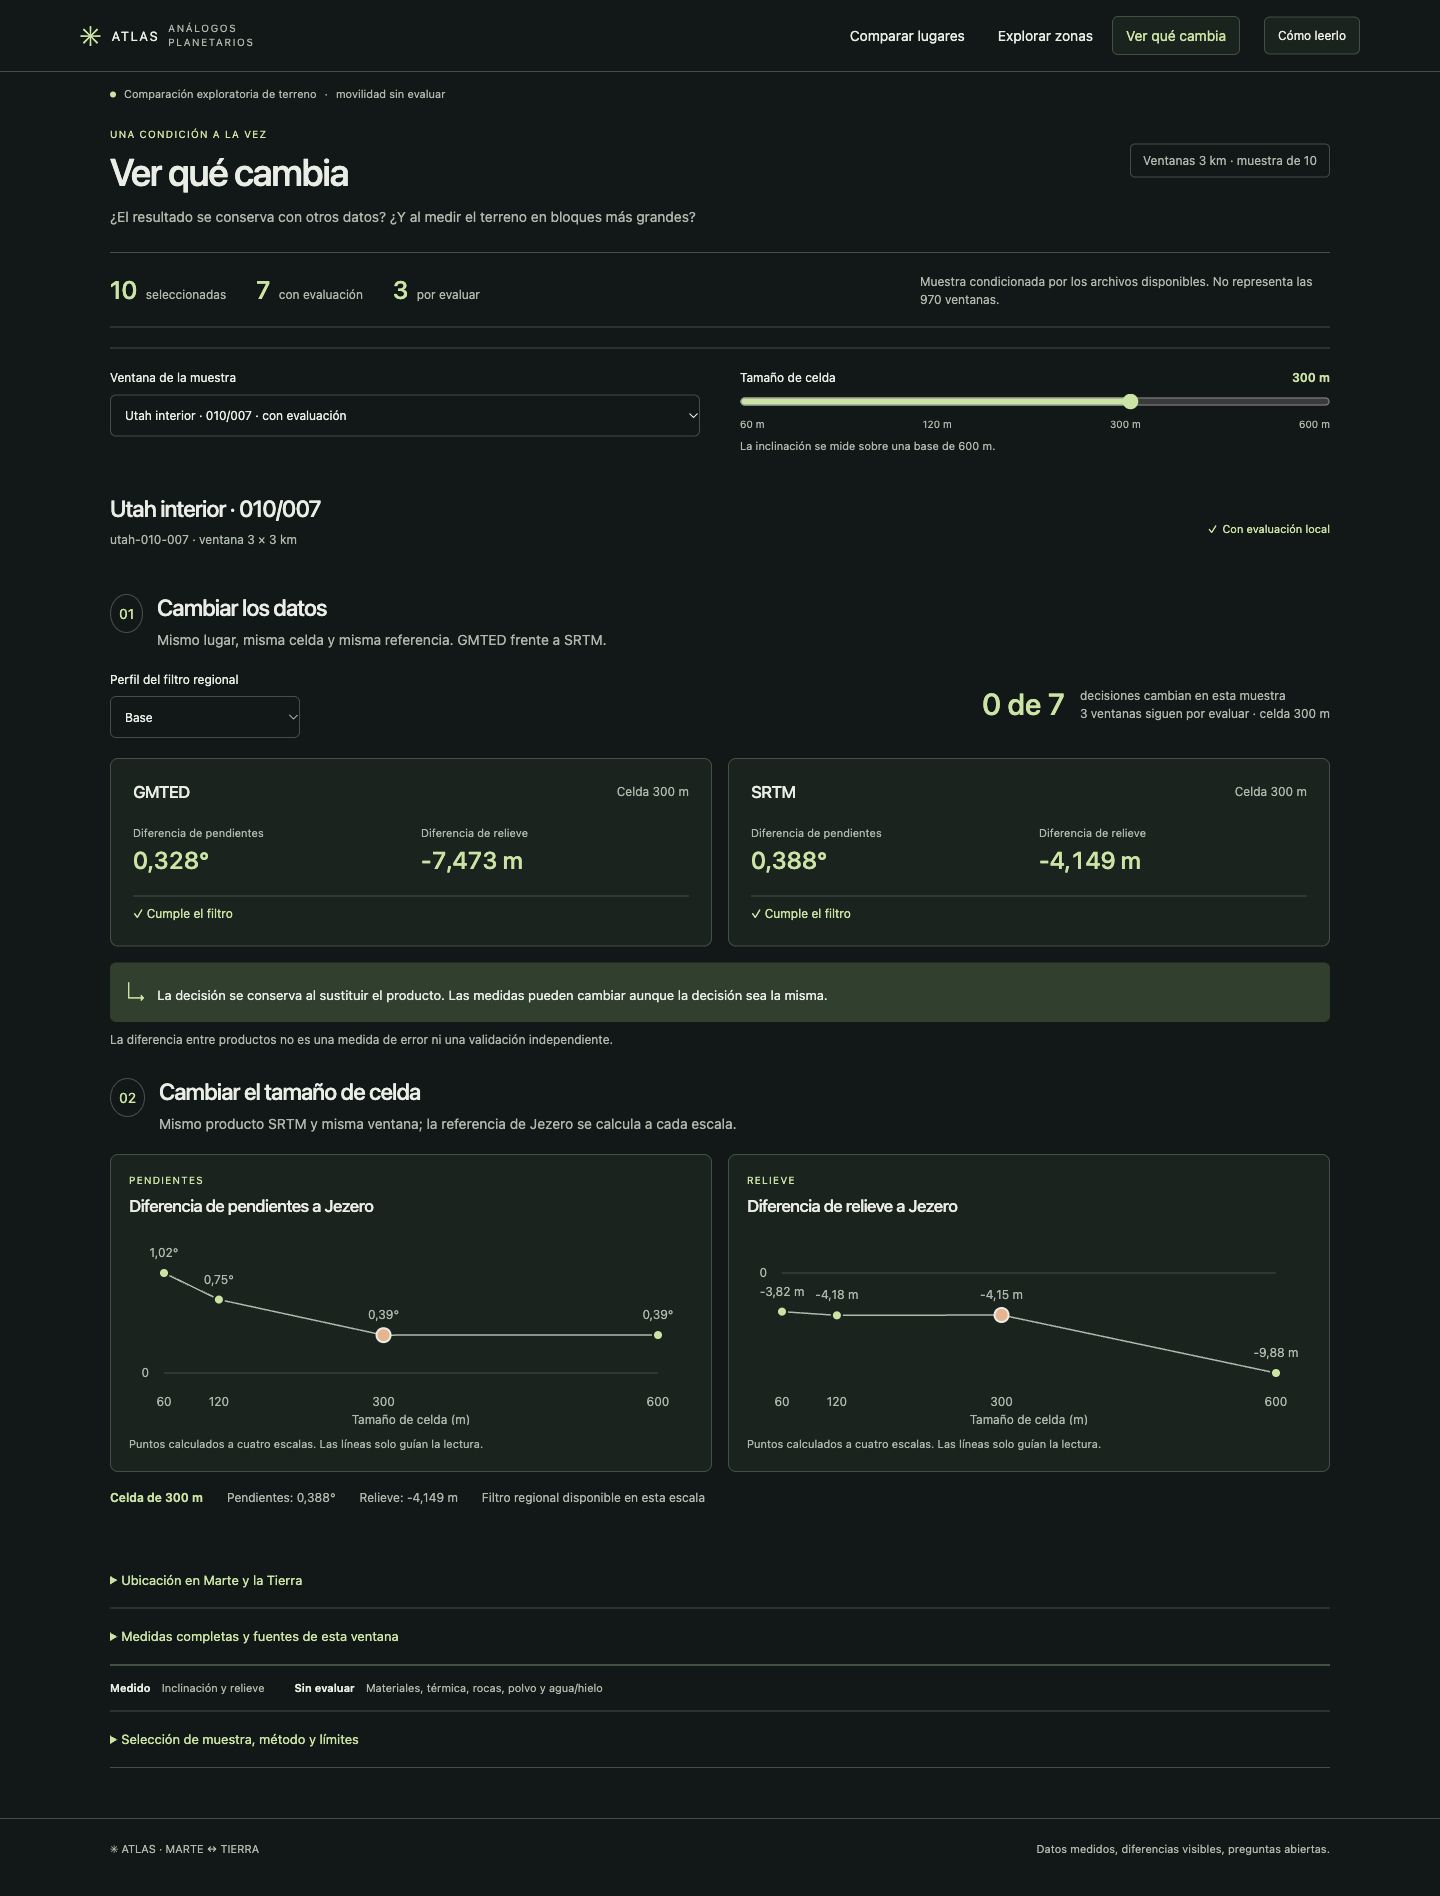 ATLAS
ANÁLOGOS
PLANETARIOS
Comparar lugares
Explorar zonas
Ver qué cambia
Cómo leerlo
Comparación exploratoria de terreno · movilidad sin evaluar
UNA CONDICIÓN A LA VEZ
Ver qué cambia
Ventanas 3 km · muestra de 10
¿El resultado se conserva con otros datos? ¿Y al medir el terreno en bloques más grandes?
10 seleccionadas
7 con evaluación
3 por evaluar
Muestra condicionada por los archivos disponibles. No representa las
970 ventanas.
Ventana de la muestra
Utah interior · 010/007 · con evaluación
Tamaño de celda
300 m
60 m
120 m
300 m
600 m
La inclinación se mide sobre una base de 600 m.
Utah interior · 010/007
utah-010-007 · ventana 3 × 3 km
✓ Con evaluación local
01
Cambiar los datos
Mismo lugar, misma celda y misma referencia. GMTED frente a SRTM.
Perfil del filtro regional
Base
0 de 7
decisiones cambian en esta muestra
3 ventanas siguen por evaluar · celda 300 m
GMTED
Celda 300 m
Diferencia de pendientes
0,328°
Diferencia de relieve
-7,473 m
✓ Cumple el filtro
SRTM
Celda 300 m
Diferencia de pendientes
0,388°
Diferencia de relieve
-4,149 m
✓ Cumple el filtro
La decisión se conserva al sustituir el producto. Las medidas pueden cambiar aunque la decisión sea la misma.
La diferencia entre productos no es una medida de error ni una validación independiente.
02
Cambiar el tamaño de celda
Mismo producto SRTM y misma ventana; la referencia de Jezero se calcula a cada escala.
PENDIENTES
Diferencia de pendientes a Jezero
1,02°
0,75°
0,39°
0,39°
0
60
120
300
600
Tamaño de celda (m)
Puntos calculados a cuatro escalas. Las líneas solo guían la lectura.
RELIEVE
Diferencia de relieve a Jezero
0
-3,82 m
-4,18 m
-4,15 m
-9,88 m
60
120
300
600
Tamaño de celda (m)
Puntos calculados a cuatro escalas. Las líneas solo guían la lectura.
Celda de 300 m
Pendientes: 0,388°
Relieve: -4,149 m
Filtro regional disponible en esta escala
▶ Ubicación en Marte y la Tierra
▶ Medidas completas y fuentes de esta ventana
Medido Inclinación y relieve
Sin evaluar Materiales, térmica, rocas, polvo y agua/hielo
▶ Selección de muestra, método y límites
✳ ATLAS · MARTE ↔ TIERRA
Datos medidos, diferencias visibles, preguntas abiertas.